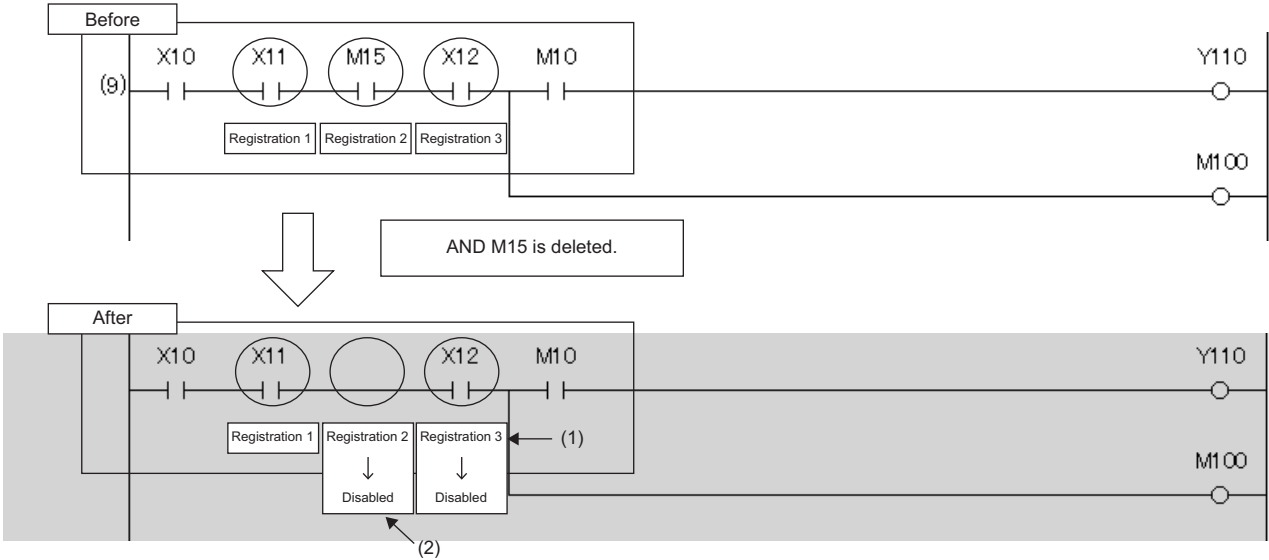 Before
X10 X11 M15 X12 M10 Y110
(9)
Registration 1 Registration 2 Registration 3
M100
AND M15 is deleted.
After
X10 X11 X12 M10 Y110
Registration 1 Registration 2 Registration 3 (1)
↓ ↓
M100
Disabled Disabled
(2)